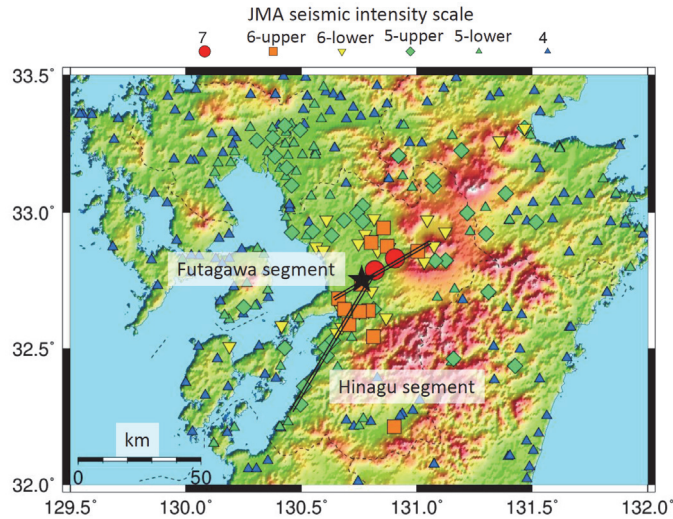 JMA seismic intensity scale
7 6-upper 6-lower 5-upper 5-lower 4
33.5˚
33.0˚
Futagawa segment
32.5˚
Hinagu segment
km
0 50
32.0˚
129.5˚ 130.0˚ 130.5˚ 131.0˚ 131.5˚ 132.0˚